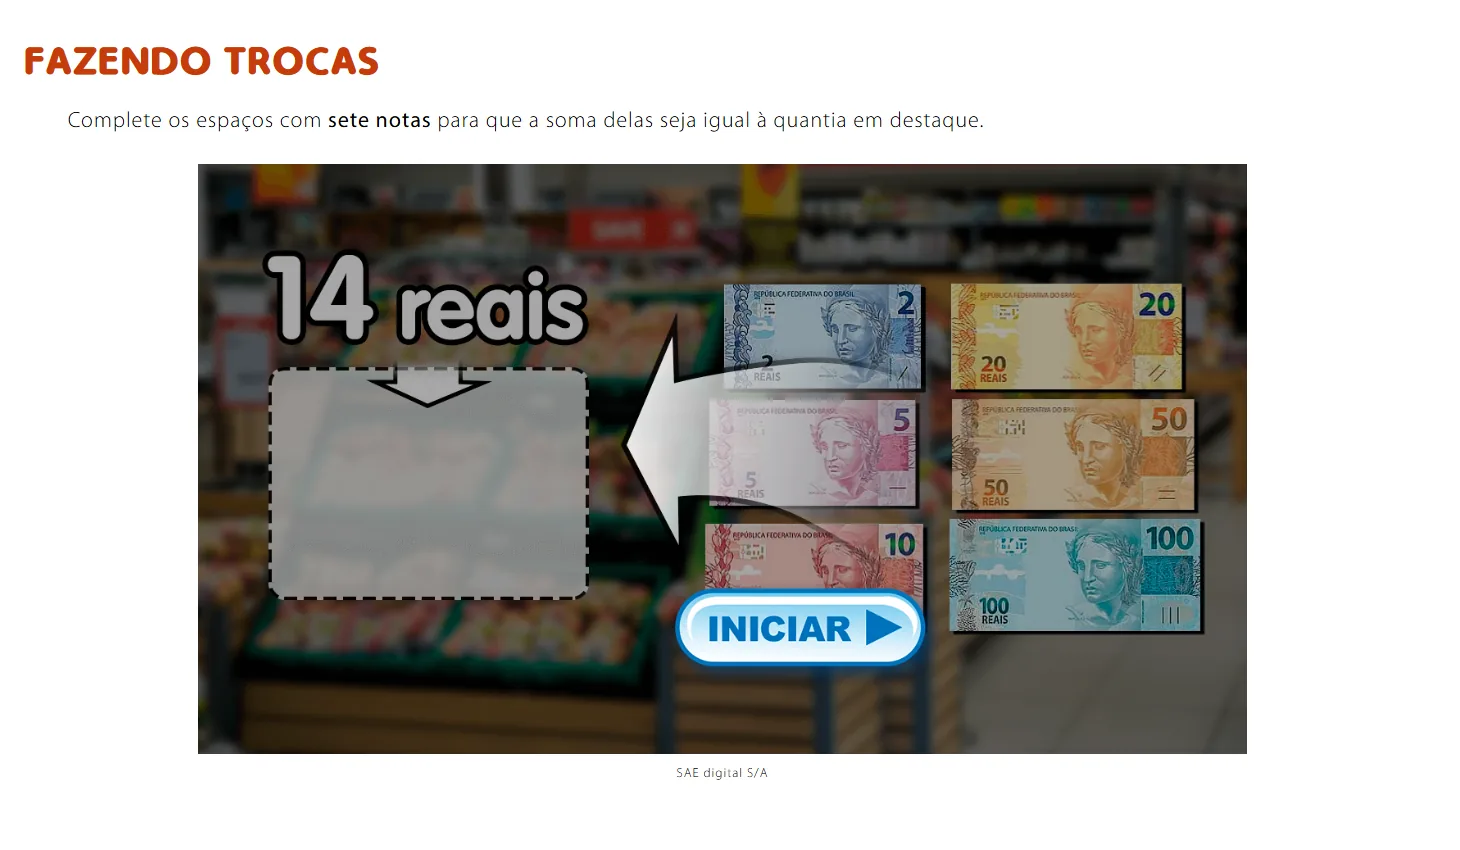 FAZENDO TROCAS
Complete os espaços com sete notas para que a soma delas seja igual à quantia em destaque.
SAVE
14 reais
REPÚBLICA FEDERATIVA DO BRASIL
2
2
REAIS
REPÚBLICA FEDERATIVA DO BRASIL
20
20
REAIS
REPÚBLICA FEDERATIVA DO BRASIL
5
5
REAIS
REPÚBLICA FEDERATIVA DO BRASIL
50
50
REAIS
REPÚBLICA FEDERATIVA DO BRASIL
10
REPÚBLICA FEDERATIVA DO BRASIL
100
100
REAIS
INICIAR
SAE digital S/A